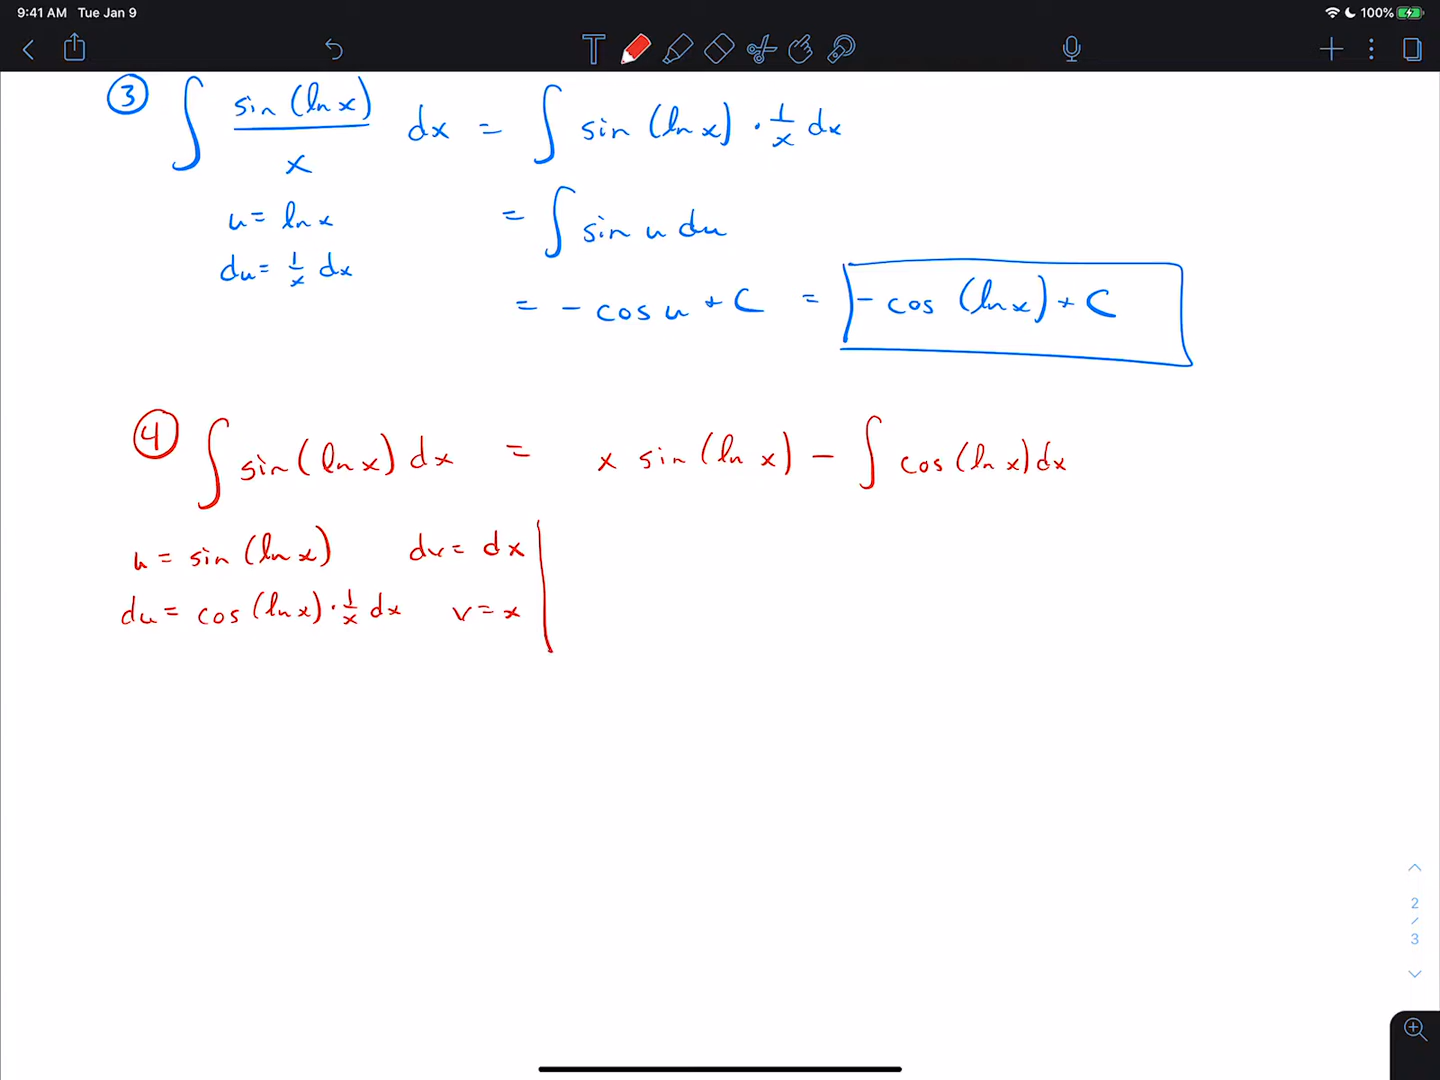 9:41 AM Tue Jan 9 100%
③ ∫ sin(ln x)/x dx = ∫ sin(ln x) · 1/x dx
u = ln x
= ∫ sin u du
du = 1/x dx
= - cos u + C = - cos(ln x) + C
④ ∫ sin(ln x) dx = x sin(ln x) - ∫ cos(ln x) dx
u = sin(ln x) dv = dx
du = cos(ln x) · 1/x dx v = x
2
/
3